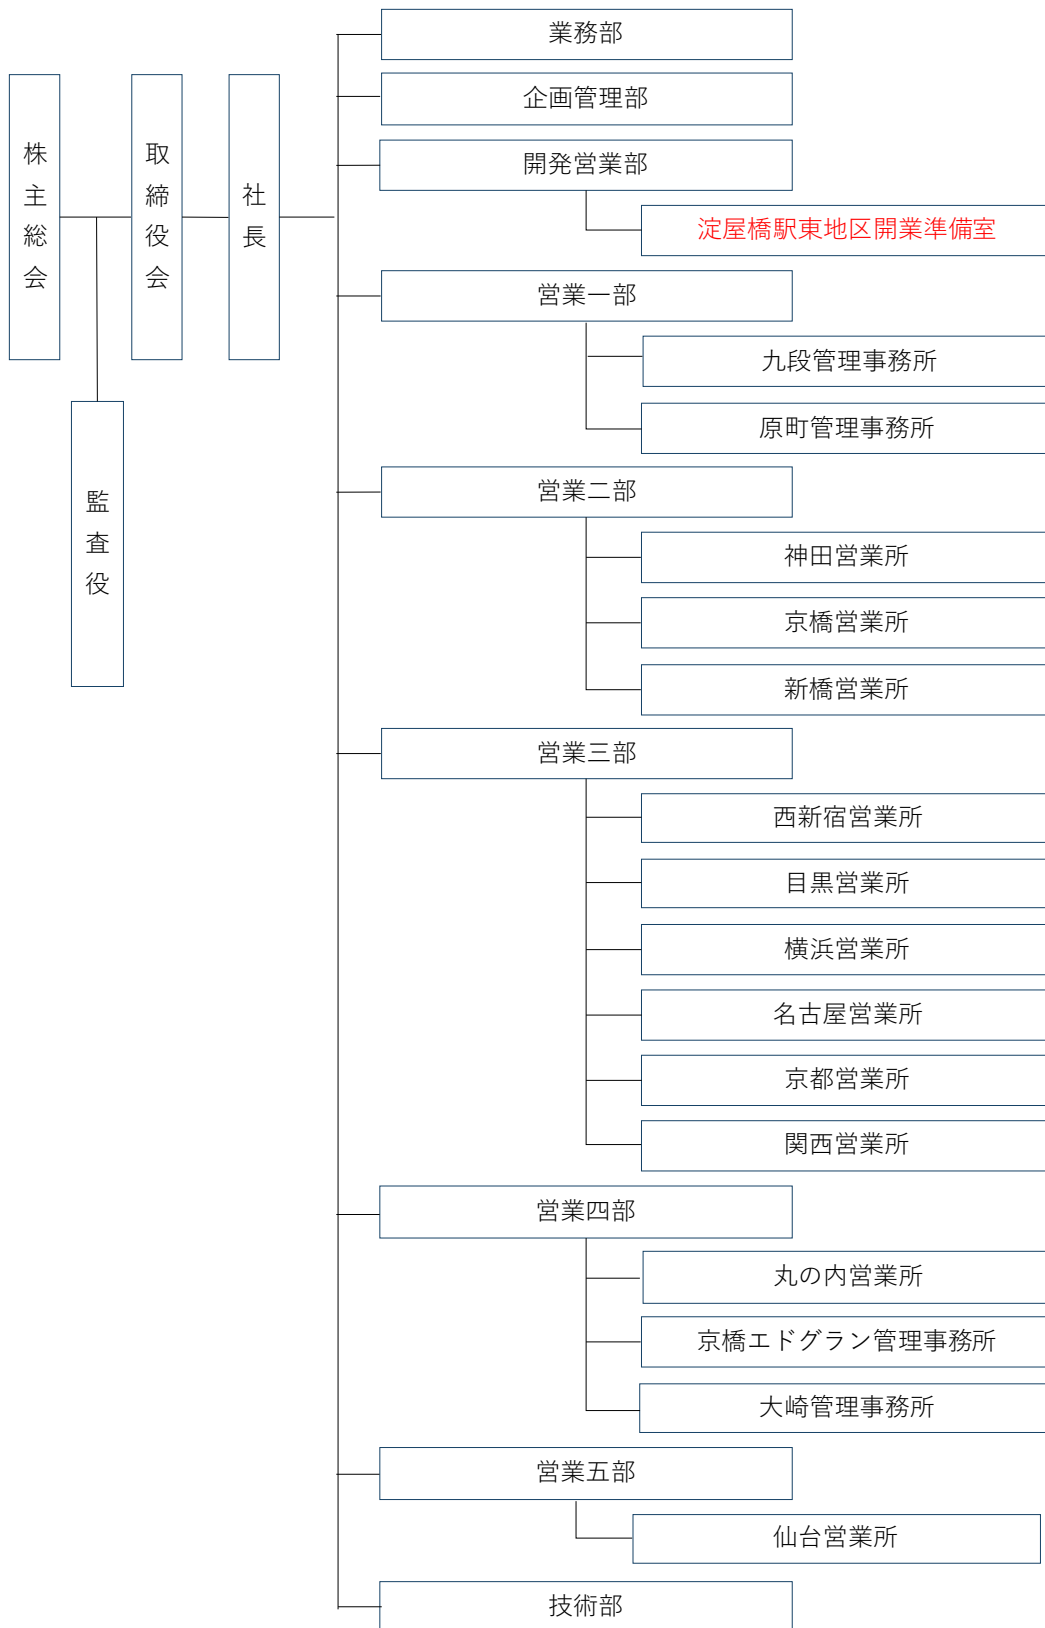 株主総会
取締役会
社長
監査役
業務部
企画管理部
開発営業部
淀屋橋駅東地区開業準備室
営業一部
九段管理事務所
原町管理事務所
営業二部
神田営業所
京橋営業所
新橋営業所
営業三部
西新宿営業所
目黒営業所
横浜営業所
名古屋営業所
京都営業所
関西営業所
営業四部
丸の内営業所
京橋エドグラン管理事務所
大崎管理事務所
営業五部
仙台営業所
技術部